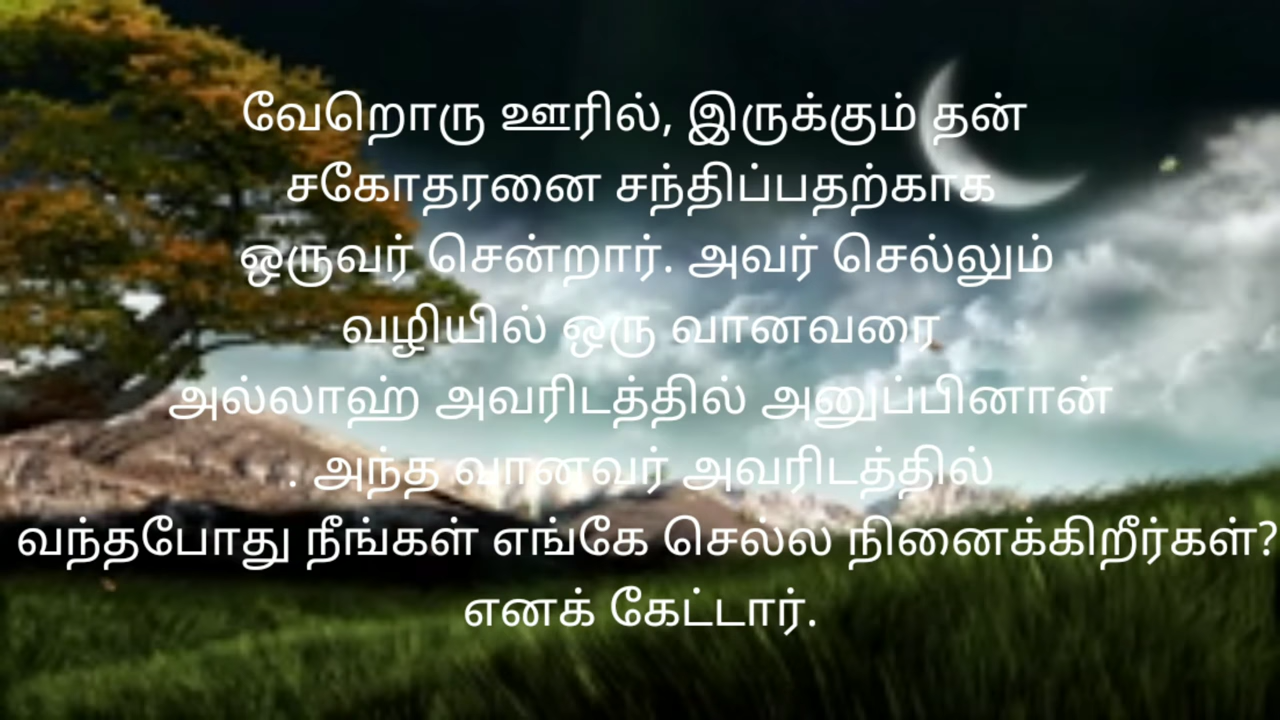 வேறொரு ஊரில், இருக்கும் தன்
சகோதரனை சந்திப்பதற்காக
ஒருவர் சென்றார். அவர் செல்லும்
வழியில் ஒரு வானவரை
அல்லாஹ் அவரிடத்தில் அனுப்பினான்
. அந்த வானவர் அவரிடத்தில்
வந்தபோது நீங்கள் எங்கே செல்ல நினைக்கிறீர்கள்?
எனக் கேட்டார்.